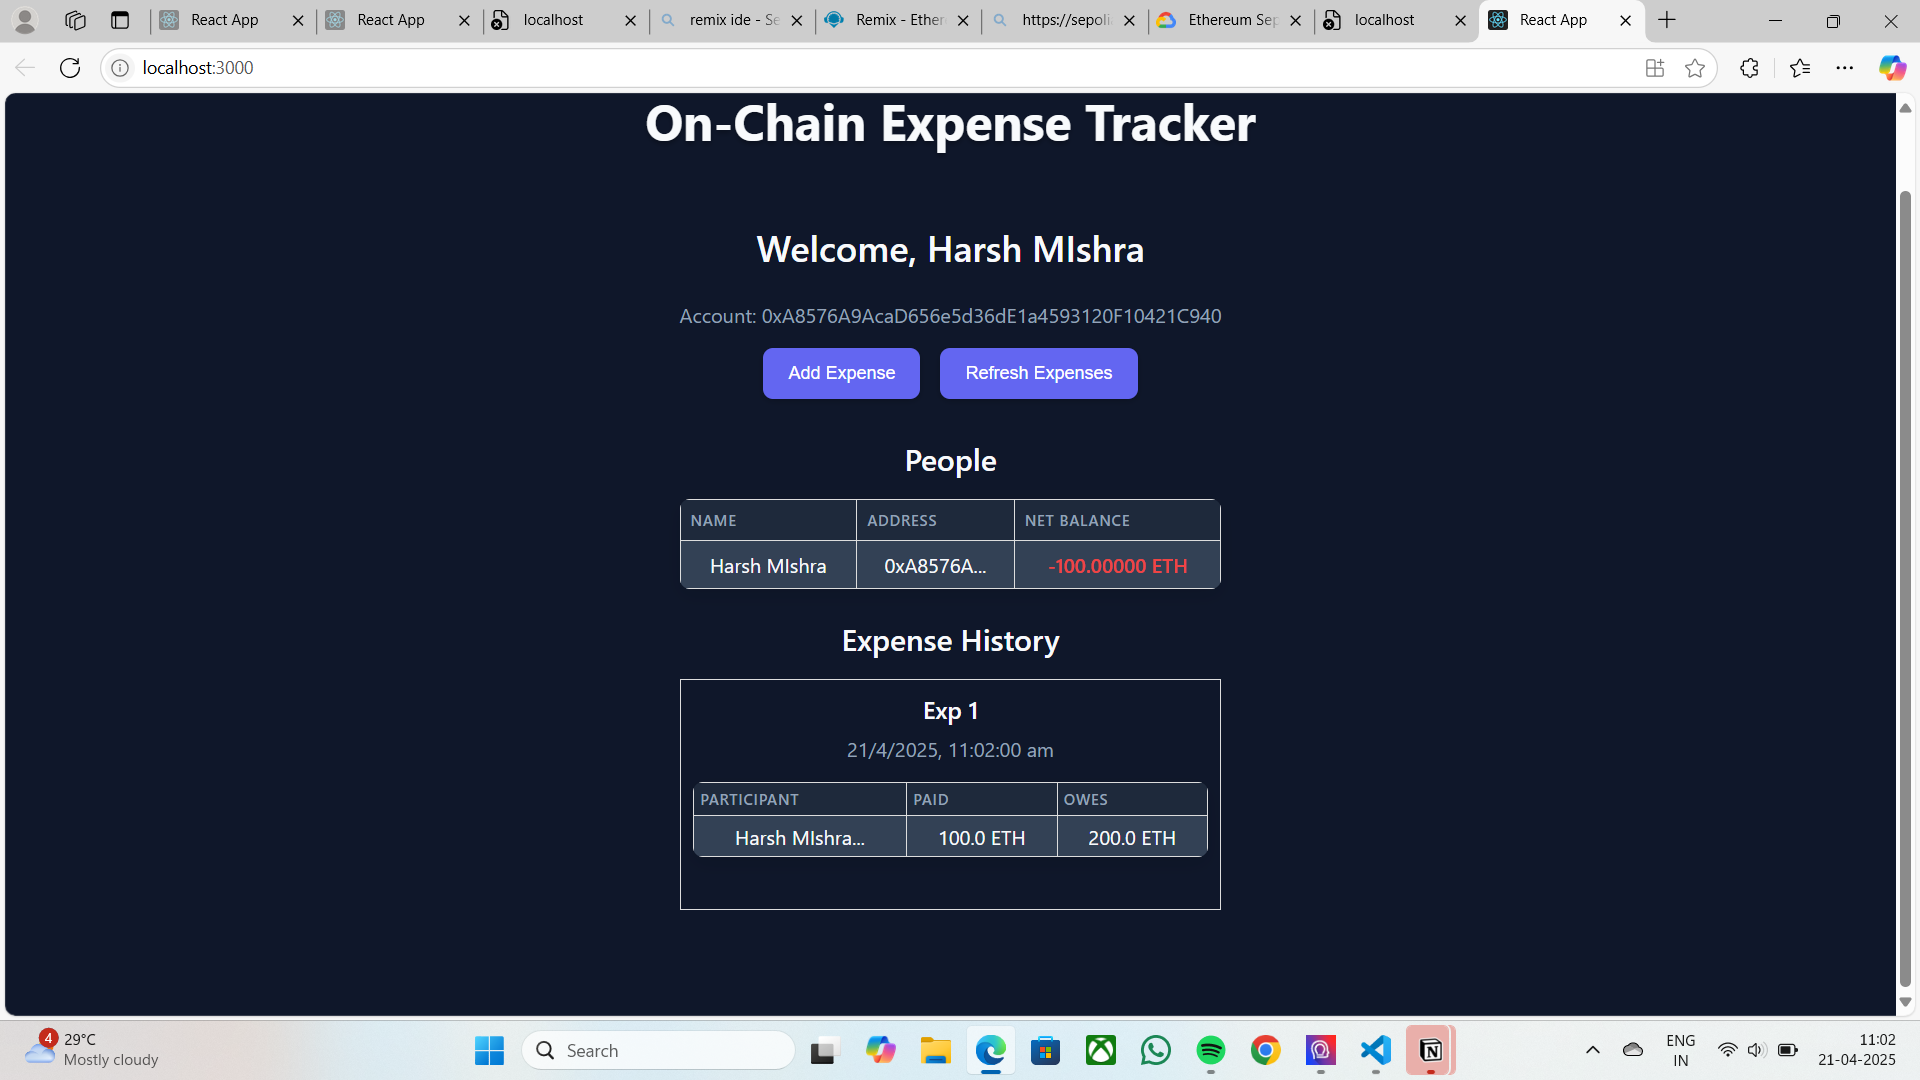 React App
React App
localhost
remix ide - Se
Remix - Ether
https://sepoli
Ethereum Sep
localhost
React App
localhost:3000
On-Chain Expense Tracker
Welcome, Harsh MIshra
Account: 0xA8576A9AcaD656e5d36dE1a4593120F10421C940
Add Expense Refresh Expenses
People
NAME ADDRESS NET BALANCE
Harsh MIshra 0xA8576A... -100.00000 ETH
Expense History
Exp 1
21/4/2025, 11:02:00 am
PARTICIPANT PAID OWES
Harsh MIshra... 100.0 ETH 200.0 ETH
4
29°C
Mostly cloudy
Search
ENG
IN
11:02
21-04-2025